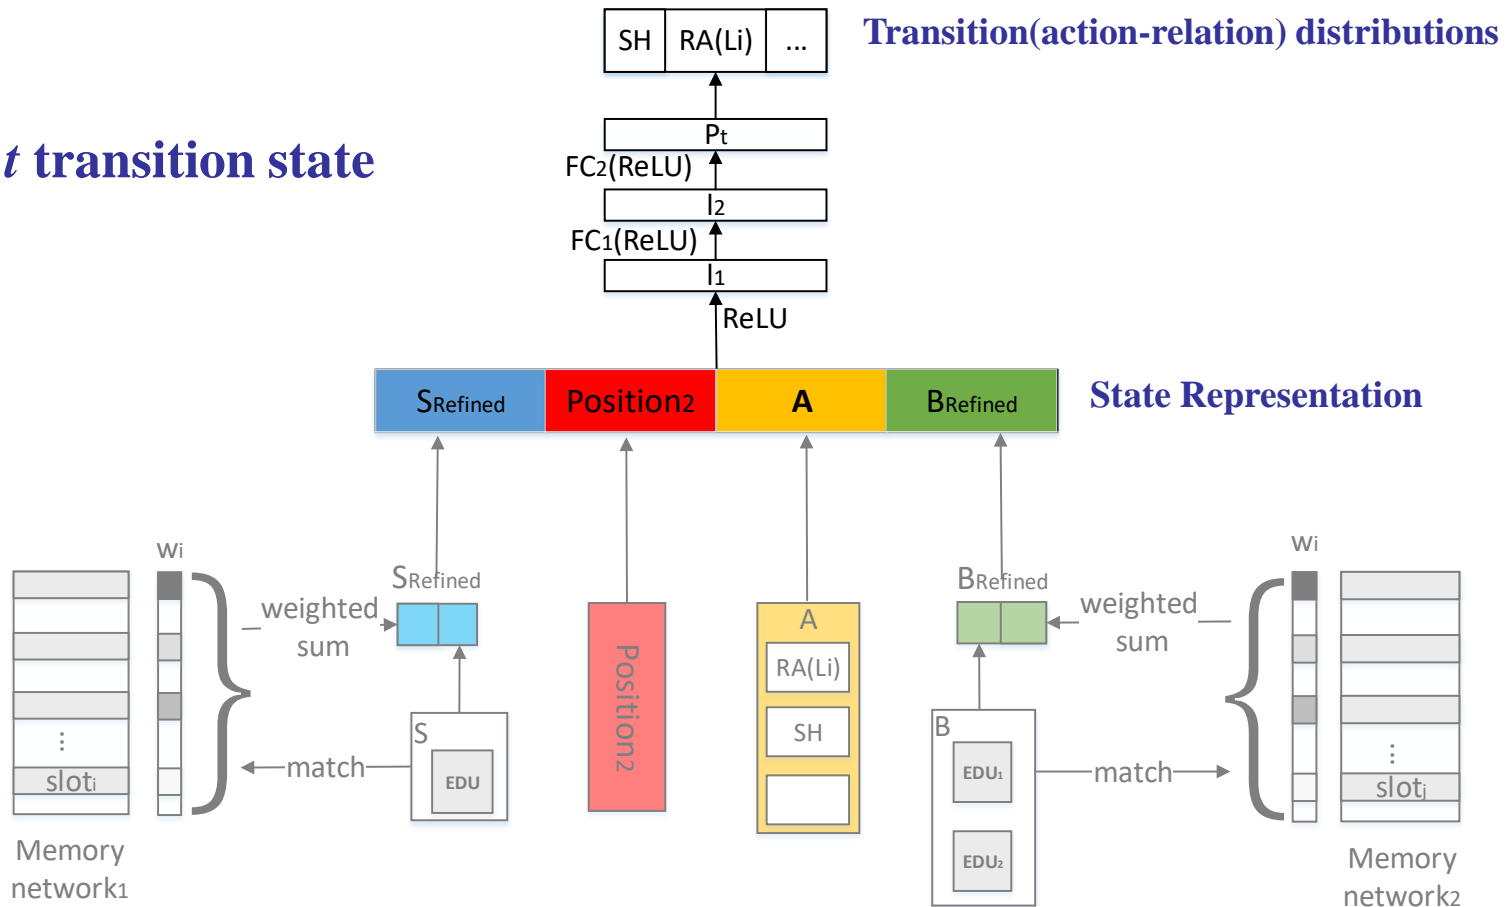 SH RA(Li) ...
Transition(action-relation) distributions
Pt
t transition state
FC2(ReLU)
I2
FC1(ReLU)
I1
ReLU
SRefined Position2 A BRefined
State Representation
wi
wi
SRefined
BRefined
weighted
sum
weighted
sum
A
RA(Li)
SH
Position2
S
EDU
B
EDU1
EDU2
match
match
⋮
sloti
⋮
slotj
Memory
network1
Memory
network2